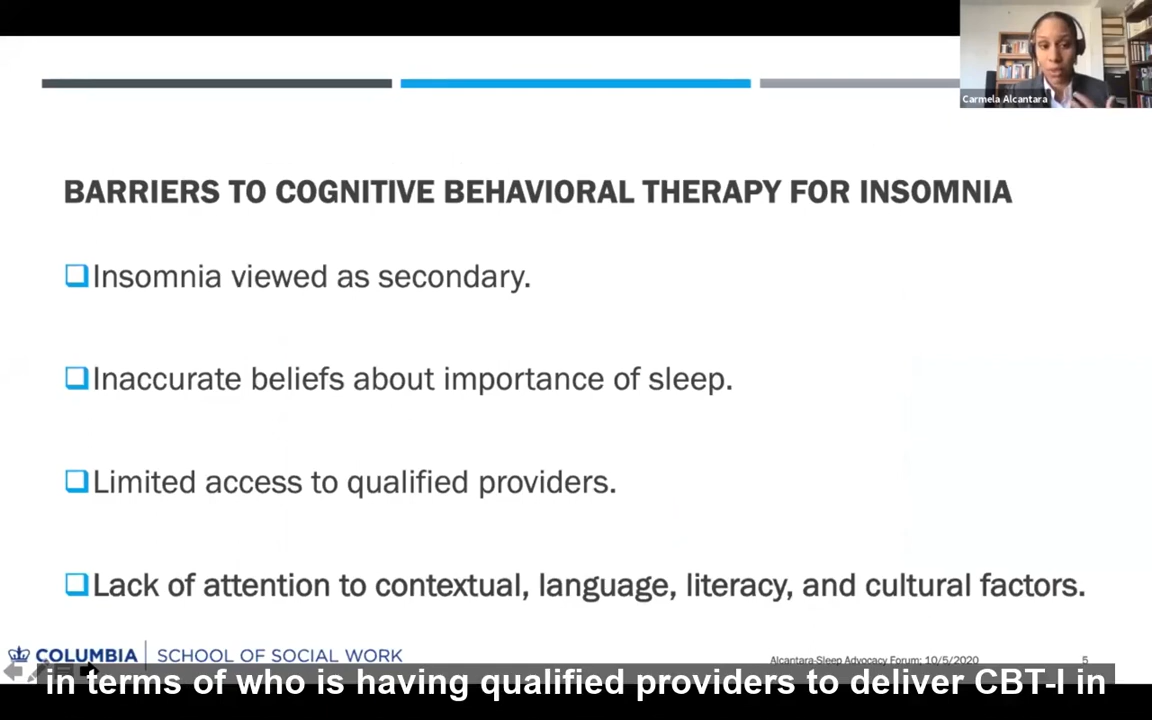 Carmela Alcantara
BARRIERS TO COGNITIVE BEHAVIORAL THERAPY FOR INSOMNIA
Insomnia viewed as secondary.
Inaccurate beliefs about importance of sleep.
Limited access to qualified providers.
Lack of attention to contextual, language, literacy, and cultural factors.
COLUMBIA SCHOOL OF SOCIAL WORK
Alcantara-Sleep Advocacy Forum; 10/5/2020
5
in terms of who is having qualified providers to deliver CBT-I in